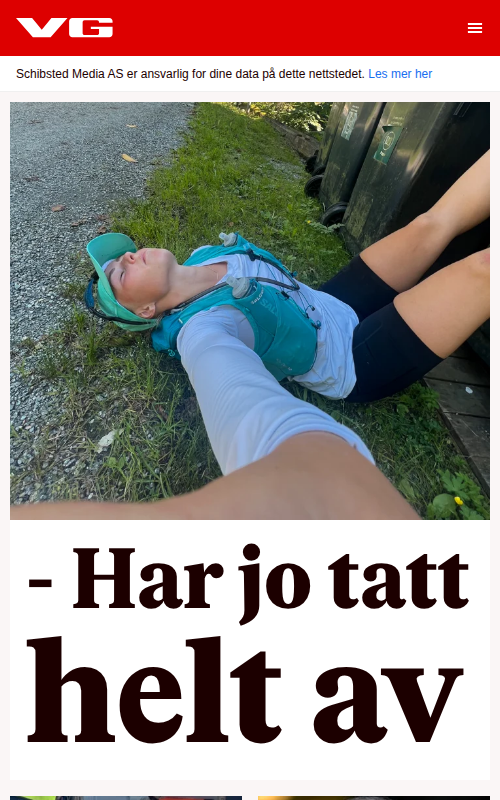 VG
Schibsted Media AS er ansvarlig for dine data på dette nettstedet. Les mer her
- Har jo tatt
helt av